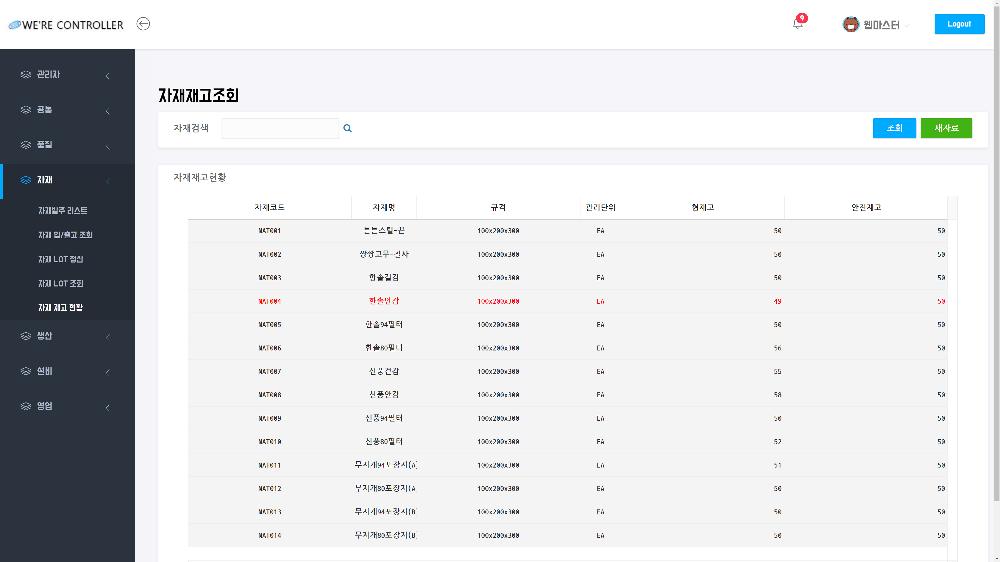 WE'RE CONTROLLER
9
웹마스터
Logout
관리자
공통
품질
자재
자재발주 리스트
자재 입/출고 조회
자재 LOT 정산
자재 LOT 조회
자재 재고 현황
생산
설비
영업
자재재고조회
자재검색
조회 새자료
자재재고현황
자재코드 자재명 규격 관리단위 현재고 안전재고
MAT001 튼튼스틸-끈 100x200x300 EA 50 50
MAT002 짱짱고무-철사 100x200x300 EA 50 50
MAT003 한솔겉감 100x200x300 EA 50 50
MAT004 한솔안감 100x200x300 EA 49 50
MAT005 한솔94필터 100x200x300 EA 50 50
MAT006 한솔80필터 100x200x300 EA 56 50
MAT007 신풍겉감 100x200x300 EA 55 50
MAT008 신풍안감 100x200x300 EA 58 50
MAT009 신풍94필터 100x200x300 EA 50 50
MAT010 신풍80필터 100x200x300 EA 52 50
MAT011 무지개94포장지(A 100x200x300 EA 51 50
MAT012 무지개80포장지(A 100x200x300 EA 50 50
MAT013 무지개94포장지(B 100x200x300 EA 50 50
MAT014 무지개80포장지(B 100x200x300 EA 50 50